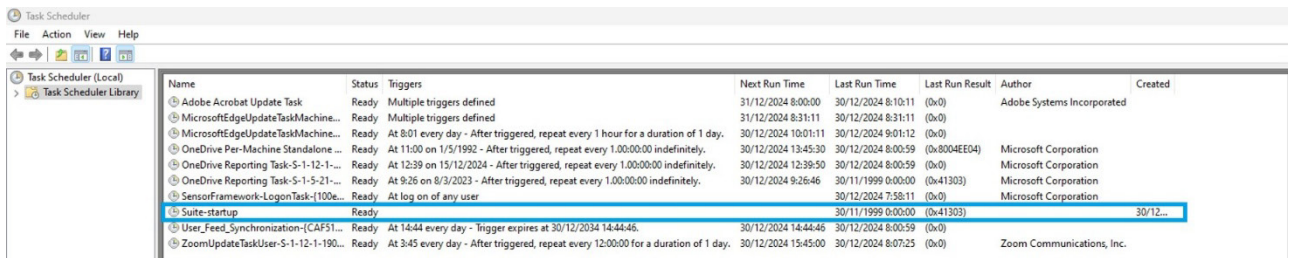 Task Scheduler
File Action View Help
Task Scheduler (Local)
Task Scheduler Library
Name Status Triggers Next Run Time Last Run Time Last Run Result Author Created
Adobe Acrobat Update Task Ready Multiple triggers defined 31/12/2024 8:00:00 30/12/2024 8:10:11 (0x0) Adobe Systems Incorporated
MicrosoftEdgeUpdateTaskMachine... Ready Multiple triggers defined 31/12/2024 8:31:11 30/12/2024 8:31:11 (0x0)
MicrosoftEdgeUpdateTaskMachine... Ready At 8:01 every day - After triggered, repeat every 1 hour for a duration of 1 day. 30/12/2024 10:01:11 30/12/2024 9:01:12 (0x0)
OneDrive Per-Machine Standalone ... Ready At 11:00 on 1/5/1992 - After triggered, repeat every 1.00:00:00 indefinitely. 30/12/2024 13:45:30 30/12/2024 8:00:59 (0x8004EE04) Microsoft Corporation
OneDrive Reporting Task-S-1-12-1-... Ready At 12:39 on 15/12/2024 - After triggered, repeat every 1.00:00:00 indefinitely. 30/12/2024 12:39:50 30/12/2024 8:00:59 (0x0) Microsoft Corporation
OneDrive Reporting Task-S-1-5-21-... Ready At 9:26 on 8/3/2023 - After triggered, repeat every 1.00:00:00 indefinitely. 30/12/2024 9:26:46 30/11/1999 0:00:00 (0x41303) Microsoft Corporation
SensorFramework-LogonTask-{100e... Ready At log on of any user 30/12/2024 7:58:11 (0x0) Microsoft Corporation
Suite-startup Ready 30/11/1999 0:00:00 (0x41303) 30/12...
User_Feed_Synchronization-{CAF51... Ready At 14:44 every day - Trigger expires at 30/12/2034 14:44:46. 30/12/2024 14:44:46 30/12/2024 8:00:59 (0x0)
ZoomUpdateTaskUser-S-1-12-1-190... Ready At 3:45 every day - After triggered, repeat every 12:00:00 for a duration of 1 day. 30/12/2024 15:45:00 30/12/2024 8:07:25 (0x0) Zoom Communications, Inc.